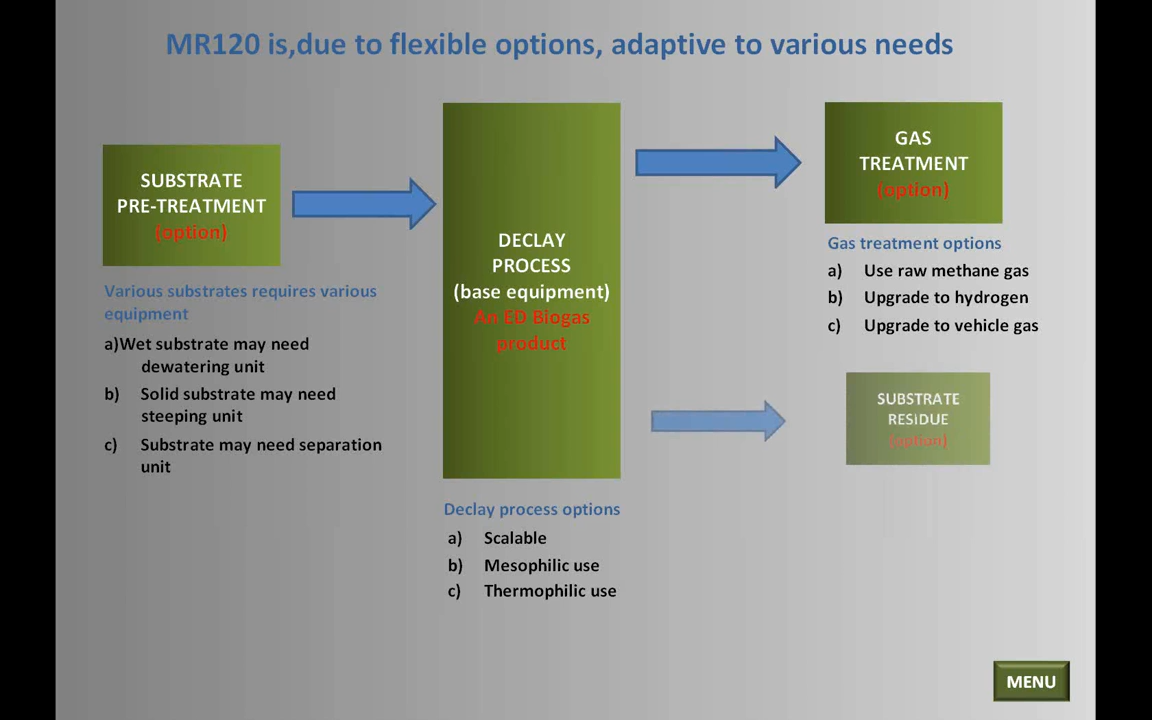 MR120 is,due to flexible options, adaptive to various needs
SUBSTRATE
PRE-TREATMENT
(option)
Various substrates requires various
equipment
a)Wet substrate may need
dewatering unit
b) Solid substrate may need
steeping unit
c) Substrate may need separation
unit
DECLAY
PROCESS
(base equipment)
An ED Biogas
product
Declay process options
a) Scalable
b) Mesophilic use
c) Thermophilic use
GAS
TREATMENT
(option)
Gas treatment options
a) Use raw methane gas
b) Upgrade to hydrogen
c) Upgrade to vehicle gas
SUBSTRATE
RESIDUE
(option)
MENU